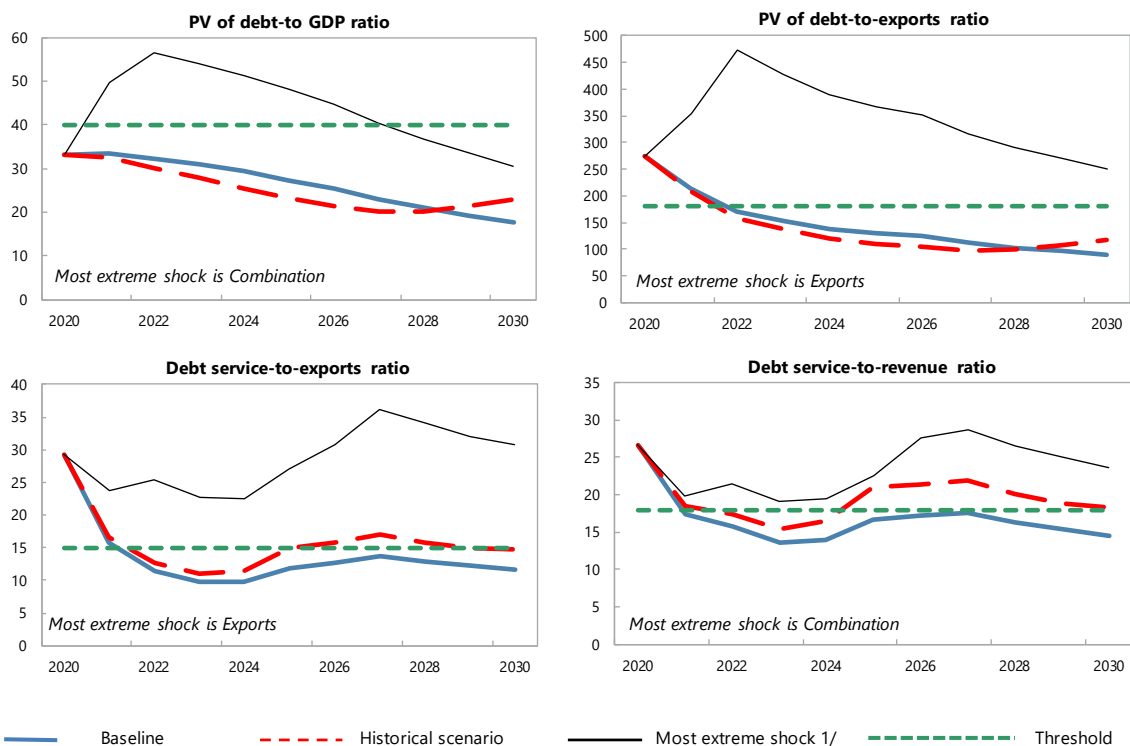 PV of debt-to GDP ratio
60
50
40
30
20
10
0
Most extreme shock is Combination
2020 2022 2024 2026 2028 2030
PV of debt-to-exports ratio
500
450
400
350
300
250
200
150
100
50
0
Most extreme shock is Exports
2020 2022 2024 2026 2028 2030
Debt service-to-exports ratio
40
35
30
25
20
15
10
5
0
Most extreme shock is Exports
2020 2022 2024 2026 2028 2030
Debt service-to-revenue ratio
35
30
25
20
15
10
5
0
Most extreme shock is Combination
2020 2022 2024 2026 2028 2030
Baseline Historical scenario Most extreme shock 1/ Threshold